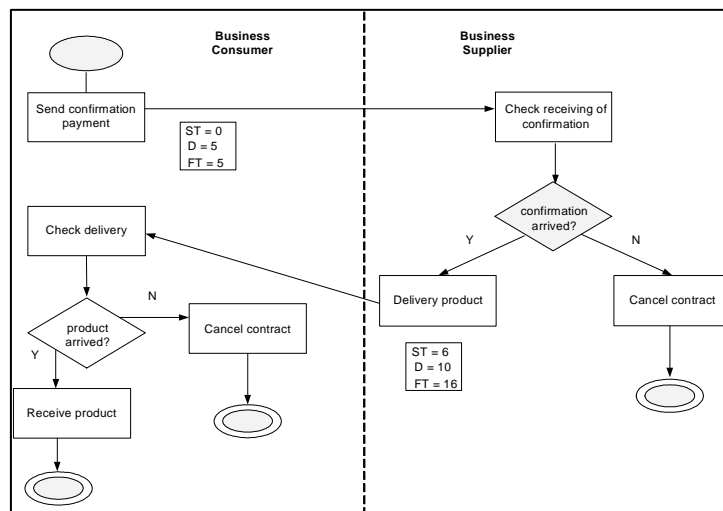 Business
Consumer
Business
Supplier
Send confirmation
payment
Check receiving of
confirmation
ST = 0
D = 5
FT = 5
confirmation
arrived?
Check delivery
Y
N
Delivery product
Cancel contract
N
product
arrived?
Cancel contract
Y
ST = 6
D = 10
FT = 16
Receive product